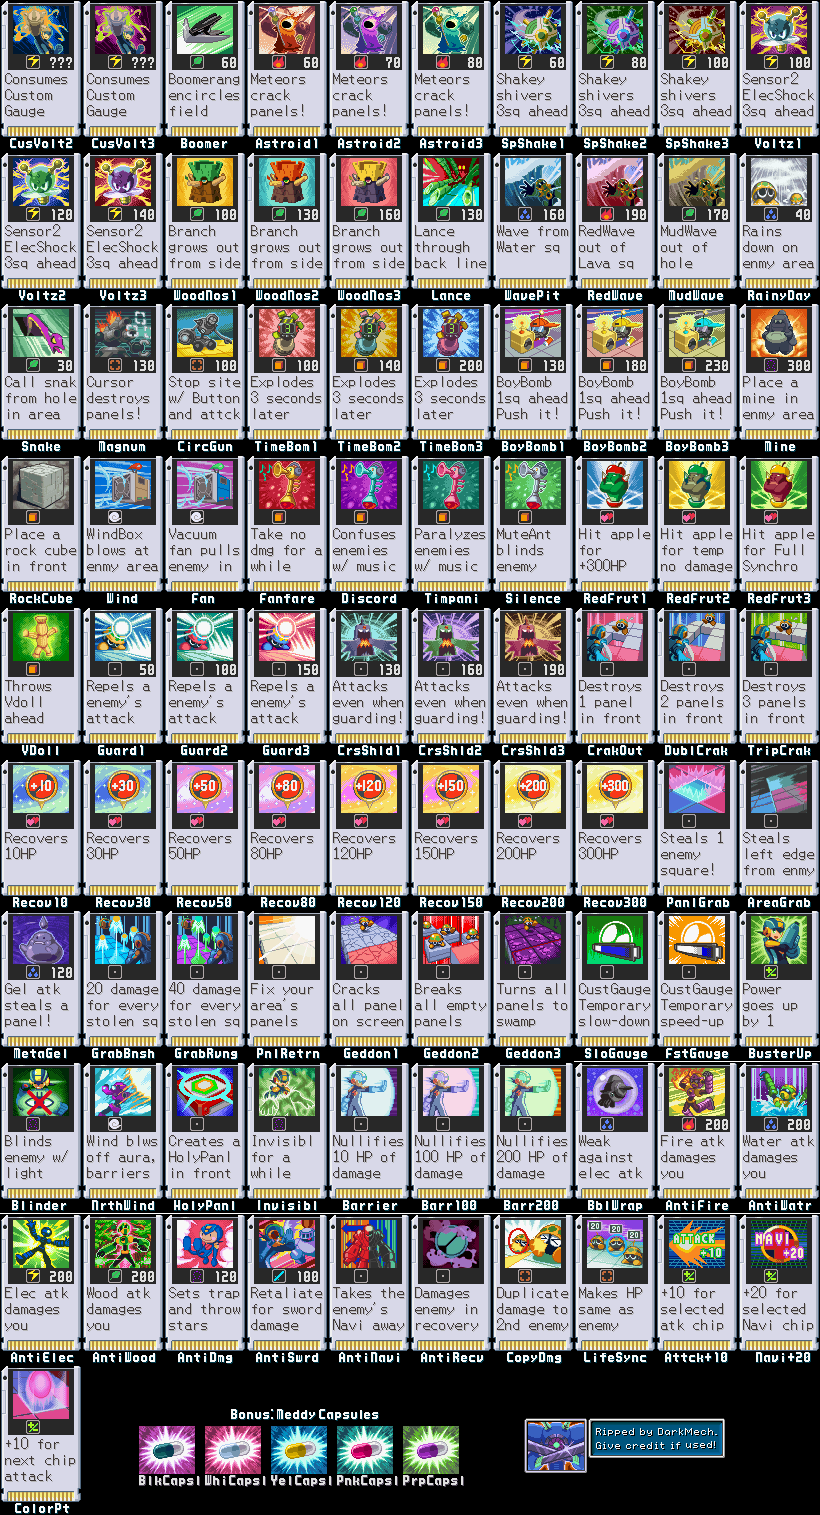 ???
Consumes
Custom
Gauge
CusVolt2
???
Consumes
Custom
Gauge
CusVolt3
60
Boomerang
encircles
field
Boomer
60
Meteors
crack
panels!
Astroid1
70
Meteors
crack
panels!
Astroid2
80
Meteors
crack
panels!
Astroid3
60
Shakey
shivers
3sq ahead
SpShake1
80
Shakey
shivers
3sq ahead
SpShake2
100
Shakey
shivers
3sq ahead
SpShake3
100
Sensor2
ElecShock
3sq ahead
Voltz1
120
Sensor2
ElecShock
3sq ahead
Voltz2
140
Sensor2
ElecShock
3sq ahead
Voltz3
100
Branch
grows out
from side
WoodNos1
130
Branch
grows out
from side
WoodNos2
160
Branch
grows out
from side
WoodNos3
130
Lance
through
back line
Lance
160
Wave from
Water sq
WavePit
190
RedWave
out of
Lava sq
RedWave
170
MudWave
out of
hole
MudWave
40
Rains
down on
enmy area
RainyDay
30
Call snak
from hole
in area
Snake
130
Cursor
destroys
panels!
Magnum
100
Stop site
w/ Button
and attck
CircGun
100
Explodes
3 seconds
later
TimeBom1
140
Explodes
3 seconds
later
TimeBom2
200
Explodes
3 seconds
later
TimeBom3
130
BoyBomb
1sq ahead
Push it!
BoyBomb1
180
BoyBomb
1sq ahead
Push it!
BoyBomb2
230
BoyBomb
1sq ahead
Push it!
BoyBomb3
300
Place a
mine in
enmy area
Mine
Place a
rock cube
in front
RockCube
WindBox
blows at
enmy area
Wind
Vacuum
fan pulls
enemy in
Fan
Take no
dmg for a
while
Fanfare
Confuses
enemies
w/ music
Discord
Paralyzes
enemies
w/ music
Timpani
MuteAnt
blinds
enemy
Silence
Hit apple
for
+300HP
RedFrut1
Hit apple
for temp
no damage
RedFrut2
Hit apple
for Full
Synchro
RedFrut3
Throws
Vdoll
ahead
VDoll
50
Repels a
enemy's
attack
Guard1
100
Repels a
enemy's
attack
Guard2
150
Repels a
enemy's
attack
Guard3
130
Attacks
even when
guarding!
CrsShld1
160
Attacks
even when
guarding!
CrsShld2
190
Attacks
even when
guarding!
CrsShld3
Destroys
1 panel
in front
CrakOut
Destroys
2 panels
in front
DublCrak
Destroys
3 panels
in front
TripCrak
+10
Recovers
10HP
Recov10
+30
Recovers
30HP
Recov30
+50
Recovers
50HP
Recov50
+80
Recovers
80HP
Recov80
+120
Recovers
120HP
Recov120
+150
Recovers
150HP
Recov150
+200
Recovers
200HP
Recov200
+300
Recovers
300HP
Recov300
Steals 1
enemy
square!
PanlGrab
Steals
left edge
from enmy
AreaGrab
120
Gel atk
steals a
panel!
MetaGel
20 damage
for every
stolen sq
GrabBnsh
40 damage
for every
stolen sq
GrabRvng
Fix your
area's
panels
PnlRetrn
Cracks
all panel
on screen
Geddon1
Breaks
all empty
panels
Geddon2
Turns all
panels to
swamp
Geddon3
CustGauge
Temporary
slow-down
SloGauge
CustGauge
Temporary
speed-up
FstGauge
Power
goes up
by 1
BusterUp
Blinds
enemy w/
light
Blinder
Wind blws
off aura,
barriers
NrthWind
Creates a
HolyPanl
in front
HolyPanl
Invisibl
for a
while
Invisibl
Nullifies
10 HP of
damage
Barrier
Nullifies
100 HP of
damage
Barr100
Nullifies
200 HP of
damage
Barr200
Weak
against
elec atk
BblWrap
200
Fire atk
damages
you
AntiFire
200
Water atk
damages
you
AntiWatr
200
Elec atk
damages
you
AntiElec
200
Wood atk
damages
you
AntiWood
120
Sets trap
and throw
stars
AntiDmg
100
Retaliate
for sword
damage
AntiSwrd
Takes the
enemy's
Navi away
AntiNavi
Damages
enemy in
recovery
AntiRecv
Duplicate
damage to
2nd enemy
CopyDmg
20 20 20
Makes HP
same as
enemy
LifeSync
ATTACK
+10
+10 for
selected
atk chip
Attck+10
NAVI
+20
+20 for
selected
Navi chip
Navi+20
+10 for
next chip
attack
ColorPt
Bonus: Neddy Capsules
BlkCapsl
WhiCapsl
YelCapsl
PnkCapsl
PrpCapsl
Ripped by DarkMech.
Give credit if used!